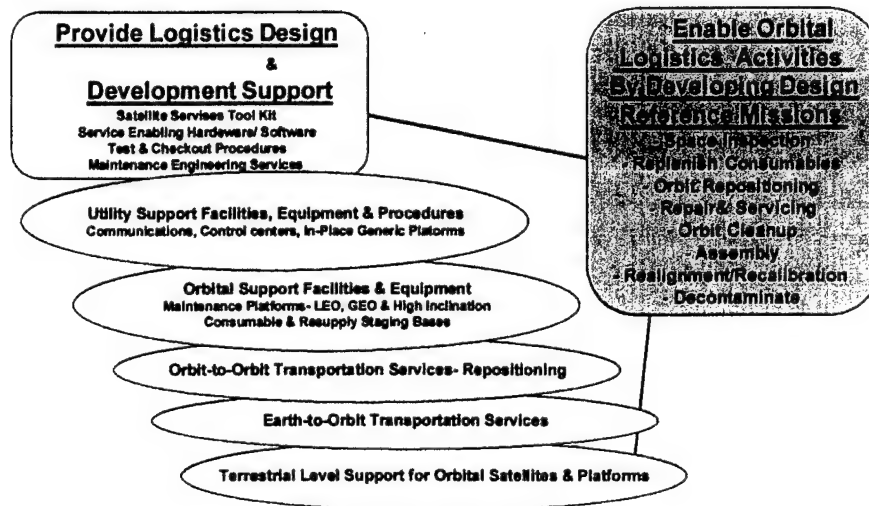 Provide Logistics Design
&
Development Support
Satellite Services Tool Kit
Service Enabling Hardware/ Software
Test & Checkout Procedures
Maintenance Engineering Services
Utility Support Facilities, Equipment & Procedures
Communications, Control centers, In-Place Generic Platforms
Orbital Support Facilities & Equipment
Maintenance Platforms- LEO, GEO & High Inclination
Consumable & Resupply Staging Bases
Orbit-to-Orbit Transportation Services- Repositioning
Earth-to-Orbit Transportation Services
Terrestrial Level Support for Orbital Satellites & Platforms
Enable Orbital
Logistics Activities
By Developing Design
Reference Missions
- Space Inspection
- Replenish Consumables
- Orbit Repositioning
- Repair& Servicing
- Orbit Cleanup
- Assembly
- Realignment/Recalibration
- Decontaminate